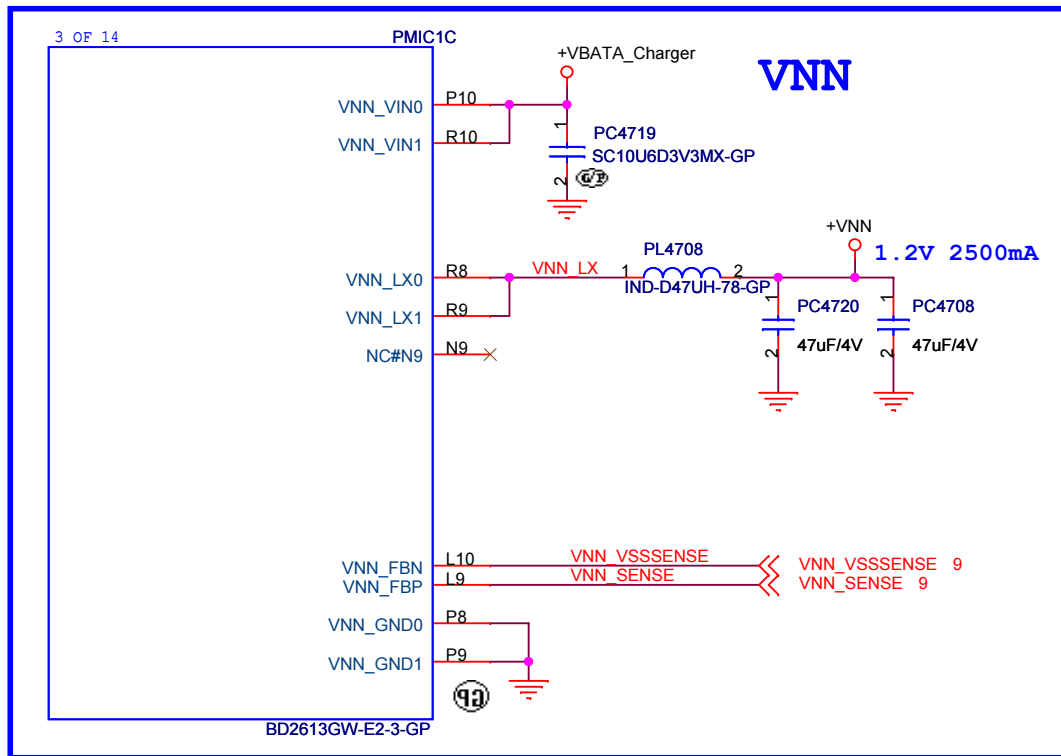 3 OF 14
PMIC1C
+VBATA_Charger
VNN
VNN_VIN0 P10
VNN_VIN1 R10
1
PC4719
SC10U6D3V3MX-GP
2 G/P
+VNN
1.2V 2500mA
VNN_LX0 R8 VNN_LX 1 PL4708 2
IND-D47UH-78-GP
VNN_LX1 R9
1 PC4720 1 PC4708
2 47uF/4V 2 47uF/4V
NC#N9 N9
VNN_FBN L10 VNN_VSSSENSE VNN_VSSSENSE 9
VNN_FBP L9 VNN_SENSE VNN_SENSE 9
VNN_GND0 P8
VNN_GND1 P9
GP
BD2613GW-E2-3-GP